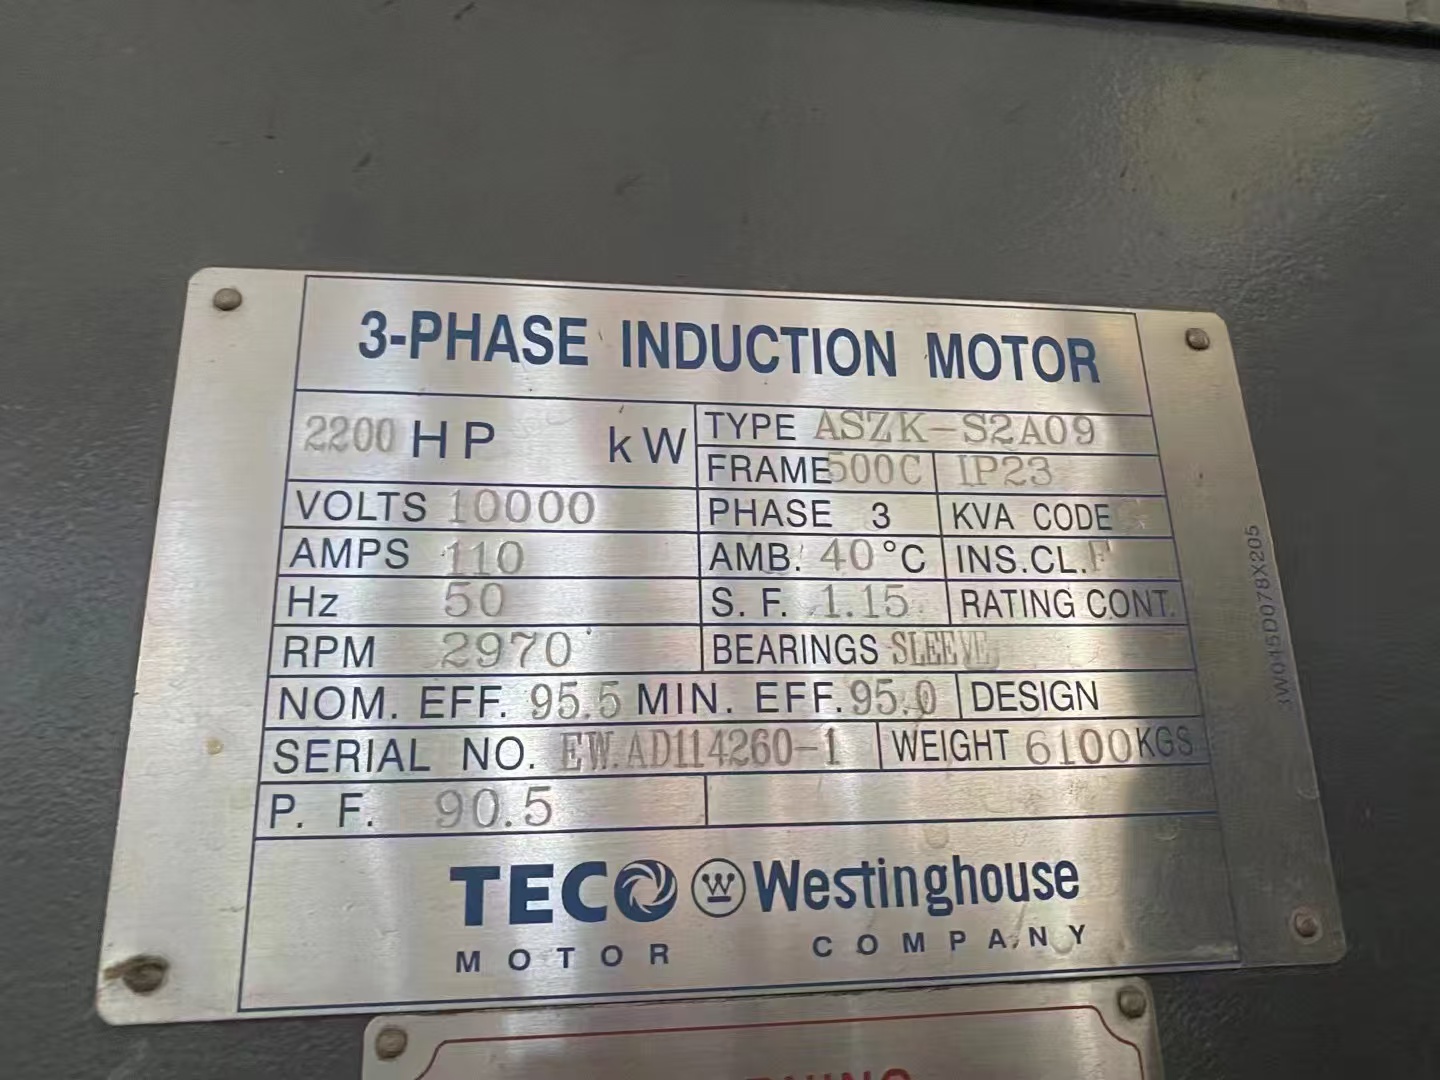 3-PHASE INDUCTION MOTOR
2200 HP kW
TYPE ASZK-S2A09
FRAME 500C IP23
VOLTS 10000
PHASE 3 KVA CODE
AMPS 110
AMB. 40°C INS.CL.F
Hz 50
S. F. 1.15 RATING CONT.
RPM 2970
BEARINGS SLEEVE
NOM. EFF. 95.5 MIN. EFF. 95.0 DESIGN
SERIAL NO. EW.AD114260-1 WEIGHT 6100KGS
P. F. 90.5
TECO W Westinghouse
MOTOR COMPANY
3W045D078X205